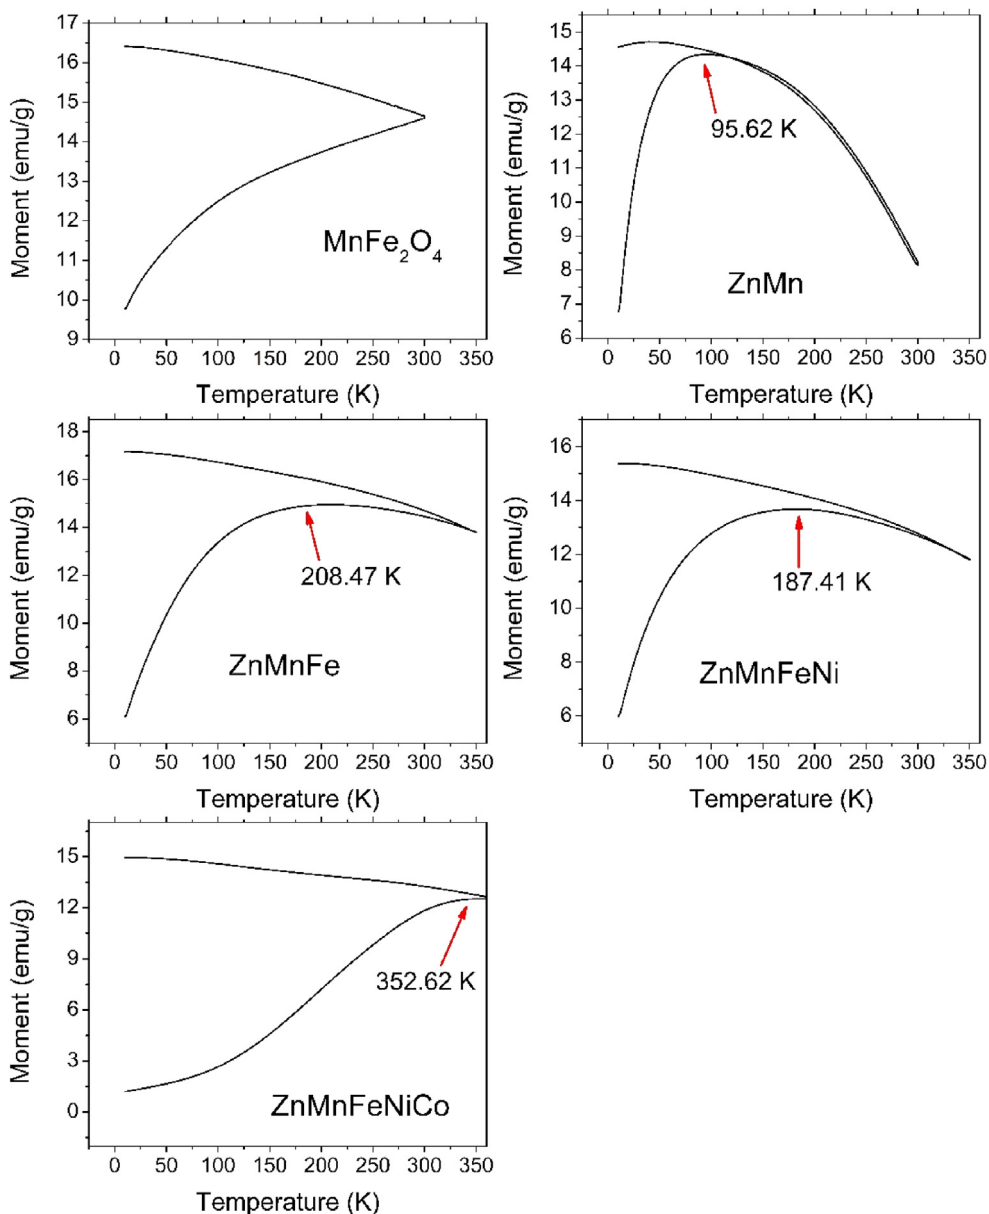 17
16
15
14
13
12
11
10
9
Moment (emu/g)
MnFe₂O₄
0 50 100 150 200 250 300 350
Temperature (K)
15
14
13
12
11
10
9
8
7
6
Moment (emu/g)
95.62 K
ZnMn
0 50 100 150 200 250 300 350
Temperature (K)
18
16
14
12
10
8
6
Moment (emu/g)
208.47 K
ZnMnFe
0 50 100 150 200 250 300 350
Temperature (K)
16
14
12
10
8
6
Moment (emu/g)
187.41 K
ZnMnFeNi
0 50 100 150 200 250 300 350
Temperature (K)
15
12
9
6
3
0
Moment (emu/g)
352.62 K
ZnMnFeNiCo
0 50 100 150 200 250 300 350
Temperature (K)